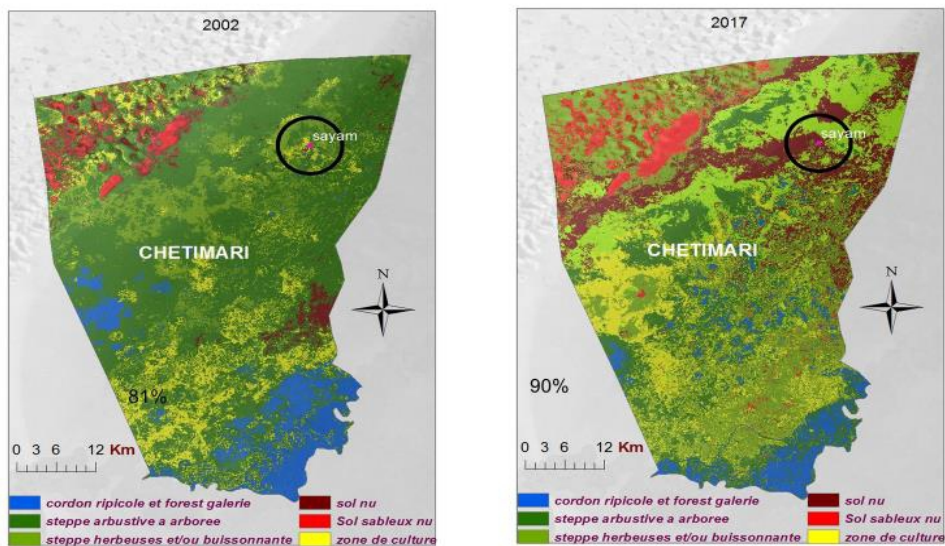 2002
sayam
CHETIMARI
N
81%
0 3 6 12 Km
cordon ripicole et forest galerie
sol nu
steppe arbustive a arboree
Sol sableux nu
steppe herbeuses et/ou buissonnante
zone de culture
2017
sayam
CHETIMARI
N
90%
0 3 6 12 Km
cordon ripicole et forest galerie
sol nu
steppe arbustive a arboree
Sol sableux nu
steppe herbeuses et/ou buissonnante
zone de culture